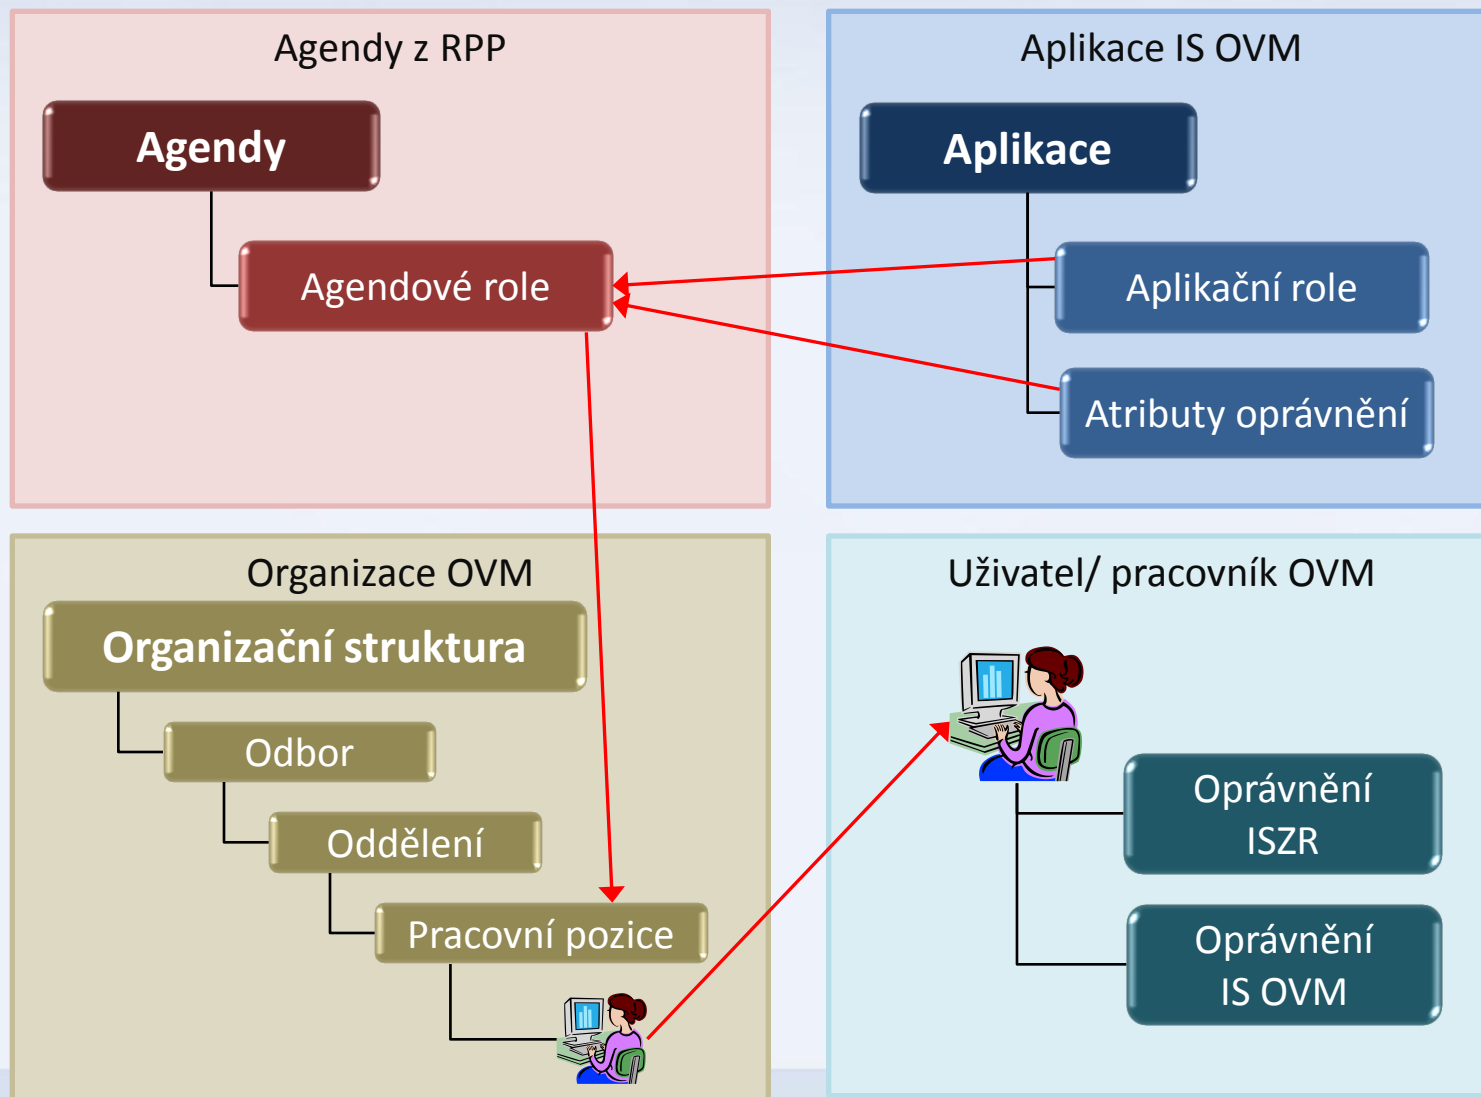 Agendy z RPP
Agendy
Agendové role
Aplikace IS OVM
Aplikace
Aplikační role
Atributy oprávnění
Organizace OVM
Organizační struktura
Odbor
Oddělení
Pracovní pozice
Uživatel/ pracovník OVM
Oprávnění
ISZR
Oprávnění
IS OVM